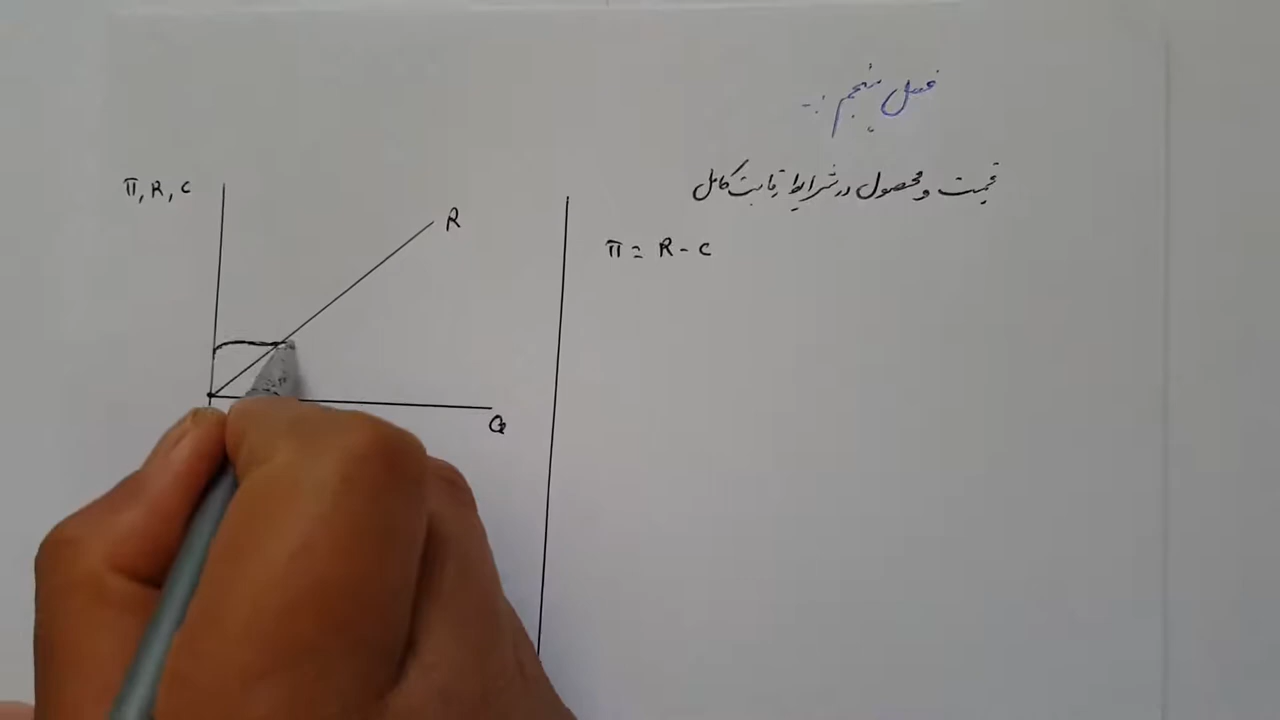 فصل پنجم :-
قیمت و محصول در شرایط رقابت کامل
π, R, C
R
Q
π = R - C